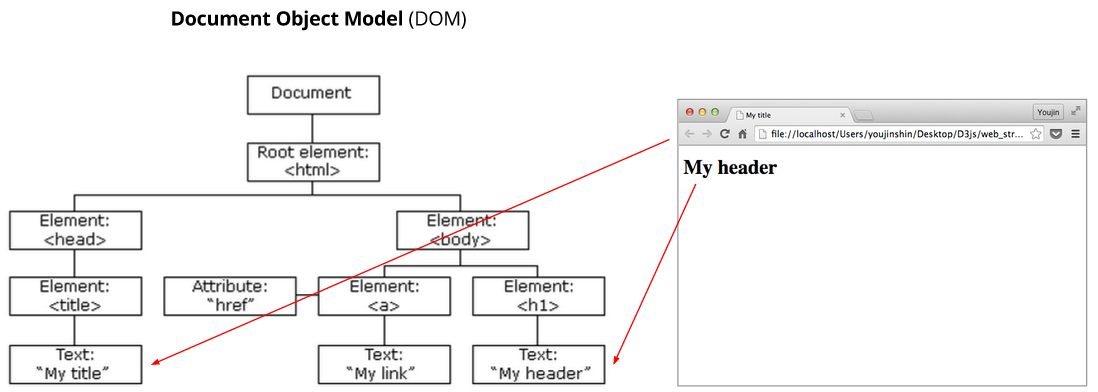 Document Object Model (DOM)
Document
Root element:
<html>
Element:
<head>
Element:
<body>
Element:
<title>
Attribute:
“href”
Element:
<a>
Element:
<h1>
Text:
“My title”
Text:
“My link”
Text:
“My header”
My title
Youjin
file://localhost/Users/youjinshin/Desktop/D3js/web_str...
My header